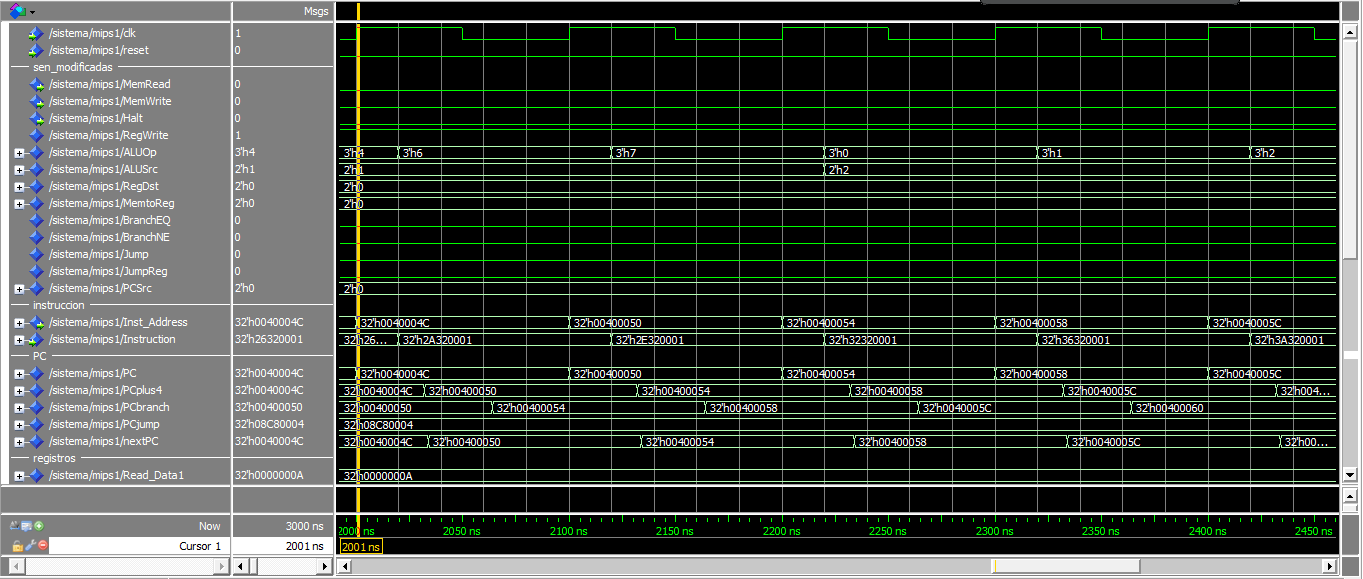 Msgs
/sistema/mips1/clk 1
/sistema/mips1/reset 0
sen_modificadas
/sistema/mips1/MemRead 0
/sistema/mips1/MemWrite 0
/sistema/mips1/Halt 0
/sistema/mips1/RegWrite 1
/sistema/mips1/ALUOp 3'h4 3'h4 3'h6 3'h7 3'h0 3'h1 3'h2
/sistema/mips1/ALUSrc 2'h1 2'h1 2'h2
/sistema/mips1/RegDst 2'h0 2'h0
/sistema/mips1/MemtoReg 2'h0 2'h0
/sistema/mips1/BranchEQ 0
/sistema/mips1/BranchNE 0
/sistema/mips1/Jump 0
/sistema/mips1/JumpReg 0
/sistema/mips1/PCSrc 2'h0 2'h0
instruccion
/sistema/mips1/Inst_Address 32'h0040004C 32'h0040004C 32'h00400050 32'h00400054 32'h00400058 32'h0040005C
/sistema/mips1/Instruction 32'h26320001 32'h26... 32'h2A320001 32'h2E320001 32'h32320001 32'h36320001 32'h3A320001
PC
/sistema/mips1/PC 32'h0040004C 32'h0040004C 32'h00400050 32'h00400054 32'h00400058 32'h0040005C
/sistema/mips1/PCplus4 32'h0040004C 32'h0040004C 32'h00400050 32'h00400054 32'h00400058 32'h0040005C 32'h004...
/sistema/mips1/PCbranch 32'h00400050 32'h00400050 32'h00400054 32'h00400058 32'h0040005C 32'h00400060
/sistema/mips1/PCjump 32'h08C80004 32'h08C80004
/sistema/mips1/nextPC 32'h0040004C 32'h0040004C 32'h00400050 32'h00400054 32'h00400058 32'h0040005C 32'h00...
registros
/sistema/mips1/Read_Data1 32'h0000000A 32'h0000000A
Now 3000 ns 2000 ns 2050 ns 2100 ns 2150 ns 2200 ns 2250 ns 2300 ns 2350 ns 2400 ns 2450 ns
Cursor 1 2001 ns 2001 ns